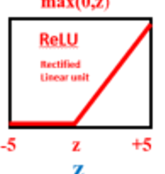 max(0,z)
ReLU
Rectified
Linear unit
-5 z +5
z